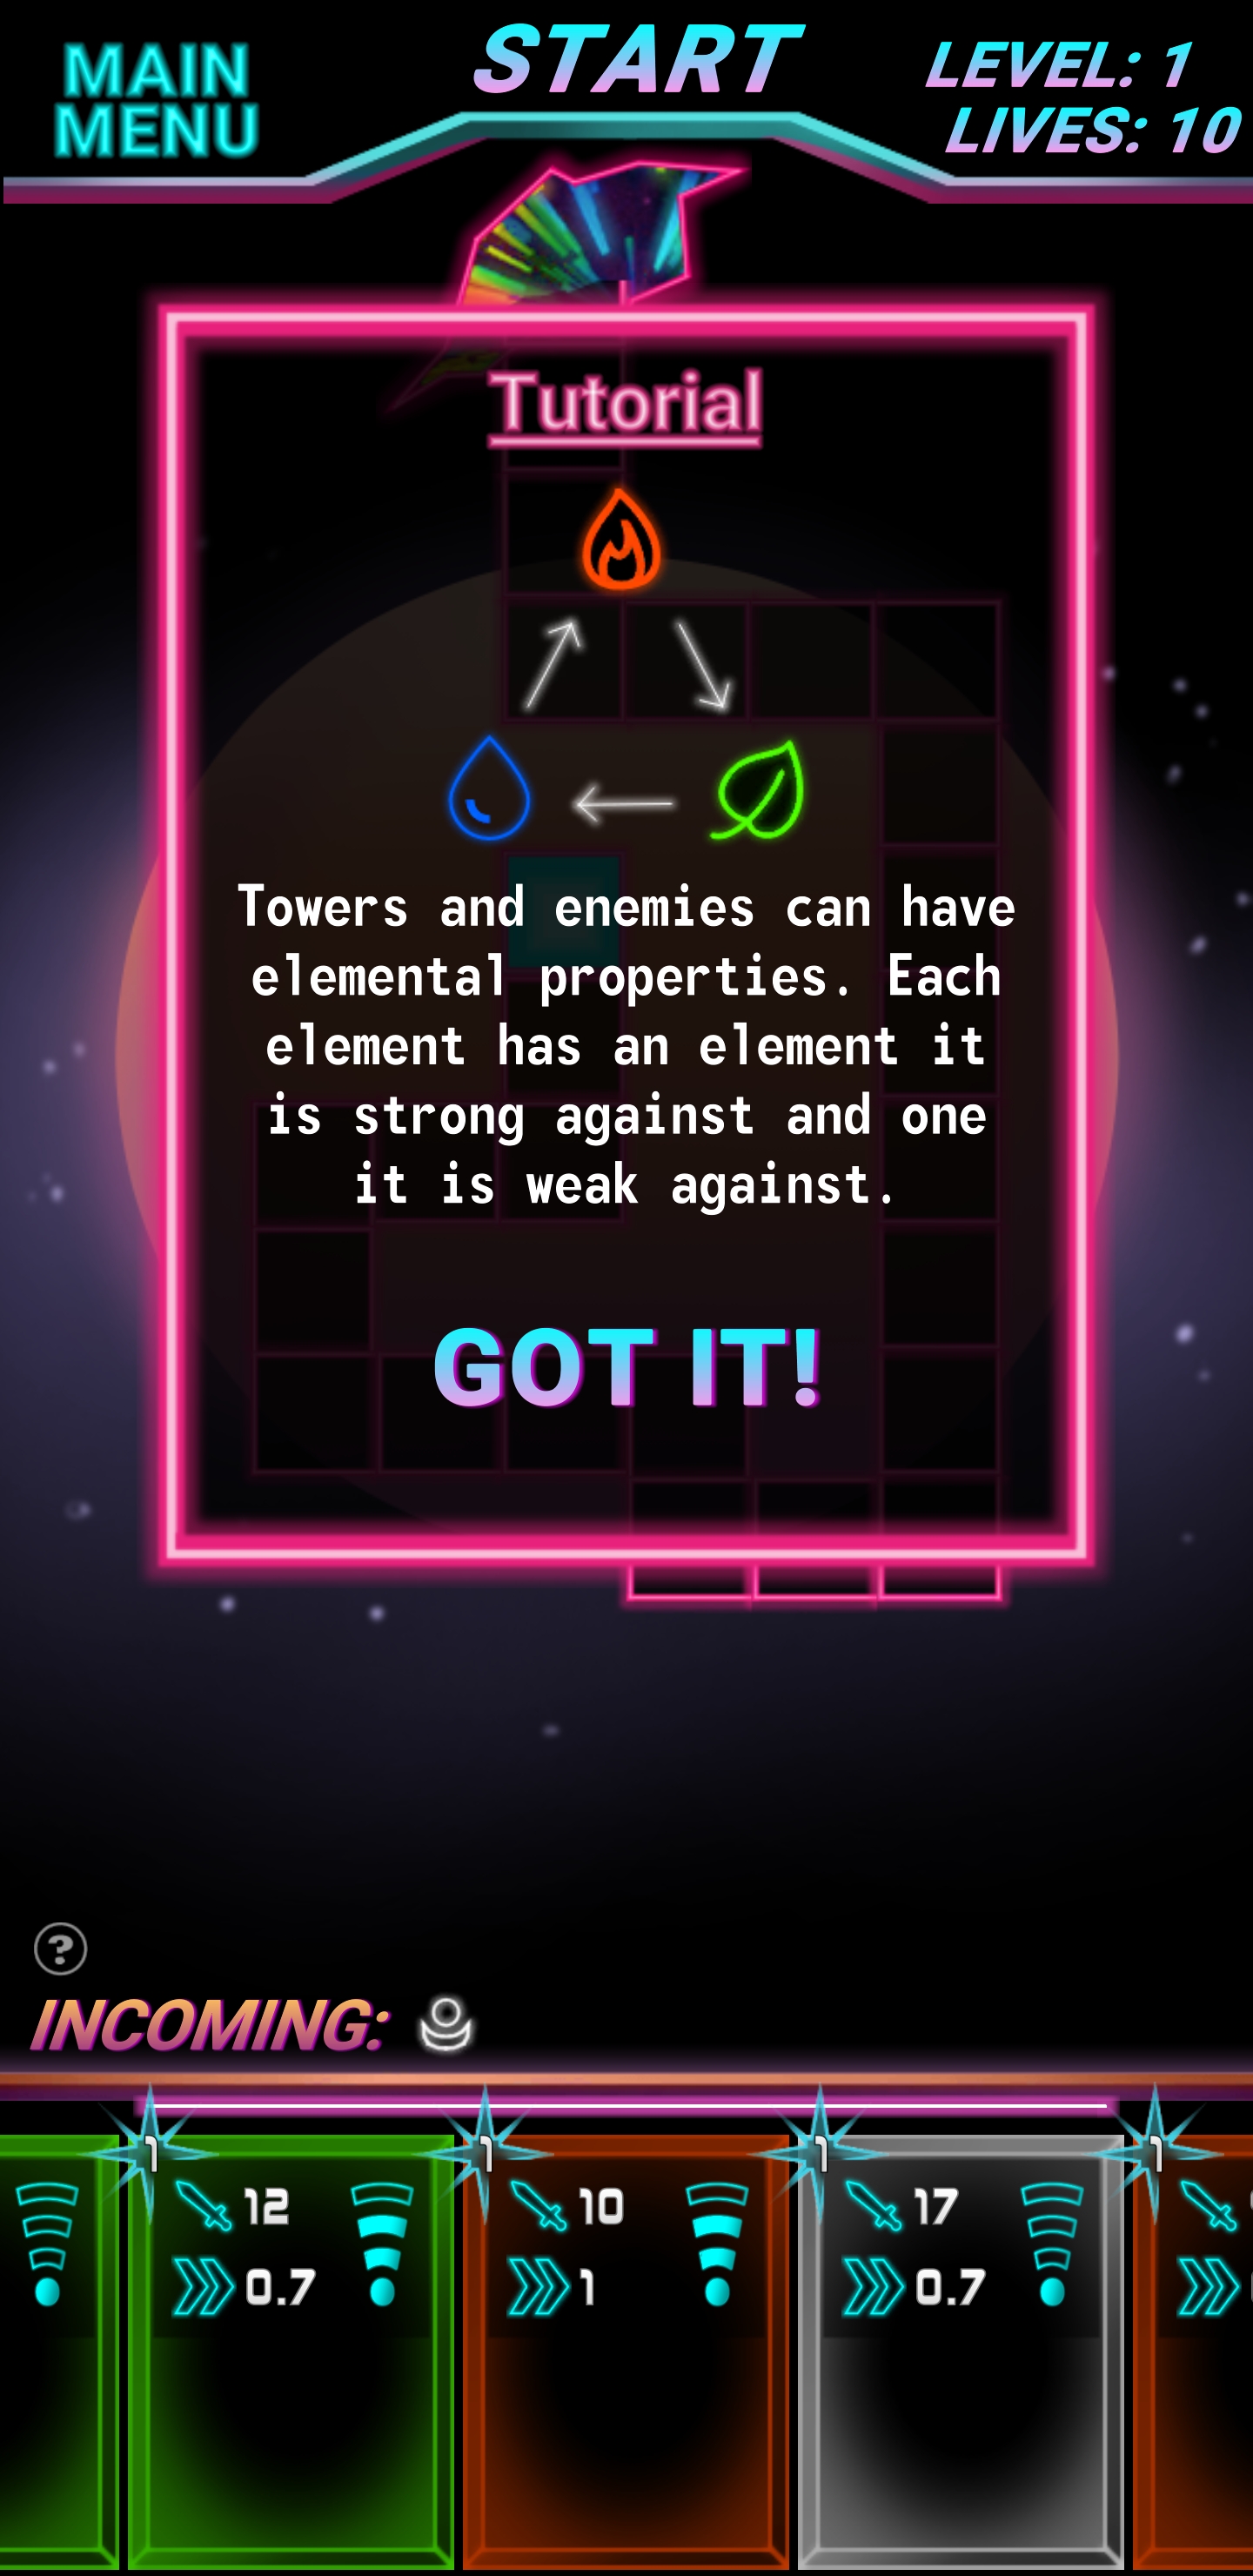 MAIN
MENU
START
LEVEL: 1
LIVES: 10
Tutorial
Towers and enemies can have
elemental properties. Each
element has an element it
is strong against and one
it is weak against.
GOT IT!
?
INCOMING:
1
12
0.7
1
10
1
1
17
0.7
1